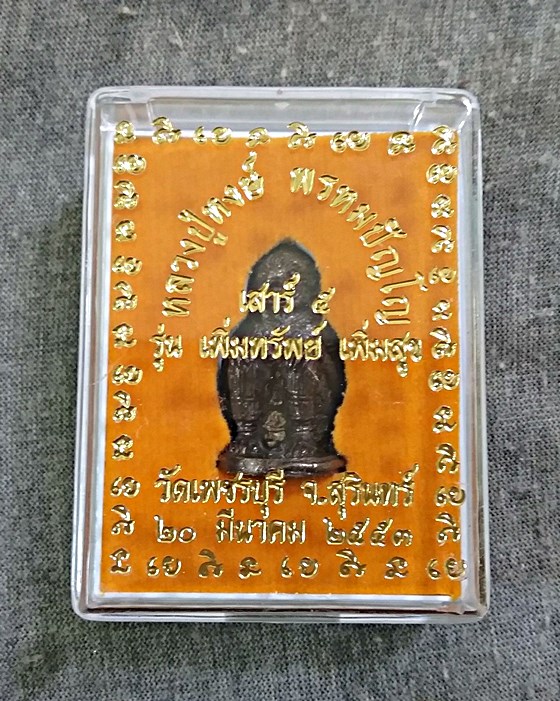 หลวงปู่หงษ์ พรหมปัญโญ
เสาร์ ๕
รุ่น เพิ่มทรัพย์ เพิ่มสุข
วัดเพชรบุรี จ.สุรินทร์
๒๐ มีนาคม ๒๕๕๓